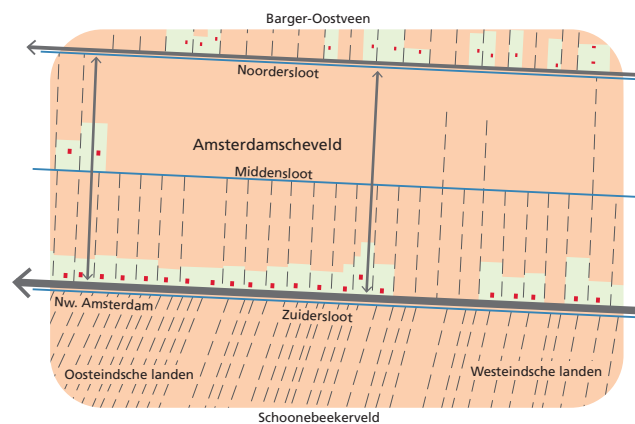 Barger-Oostveen
Noordersloot
Amsterdamscheveld
Middensloot
Nw. Amsterdam
Zuidersloot
Oosteindsche landen
Westeindsche landen
Schoonebeekerveld